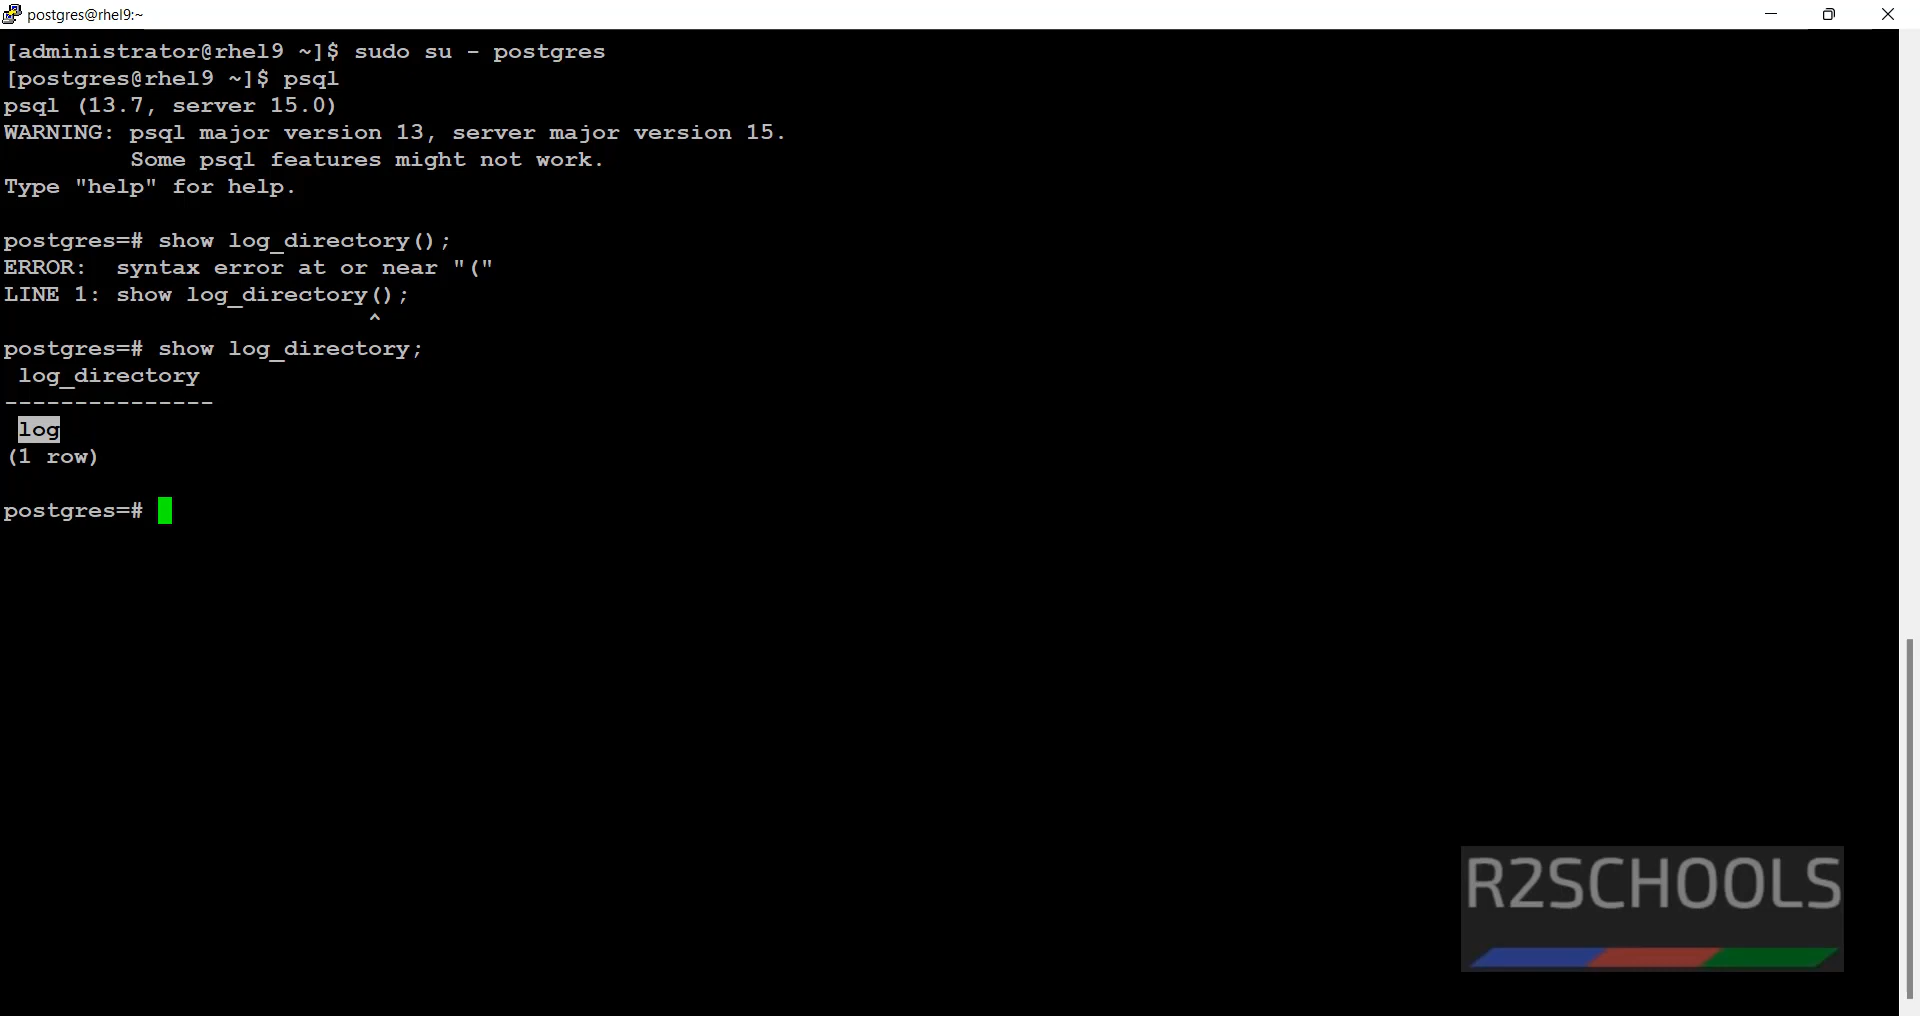 postgres@rhel9:~
[administrator@rhel9 ~]$ sudo su - postgres
[postgres@rhel9 ~]$ psql
psql (13.7, server 15.0)
WARNING: psql major version 13, server major version 15.
         Some psql features might not work.
Type "help" for help.
postgres=# show log_directory();
ERROR:  syntax error at or near "("
LINE 1: show log_directory();
                          ^
postgres=# show log_directory;
 log_directory
---------------
 log
(1 row)
postgres=#
R2SCHOOLS